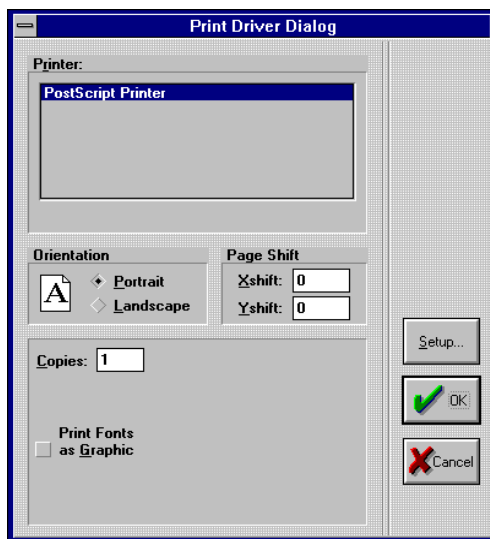 Print Driver Dialog
Printer:
PostScript Printer
Orientation
Page Shift
A
Portrait
Landscape
Xshift: 0
Yshift: 0
Copies: 1
Print Fonts
as Graphic
Setup...
OK
Cancel